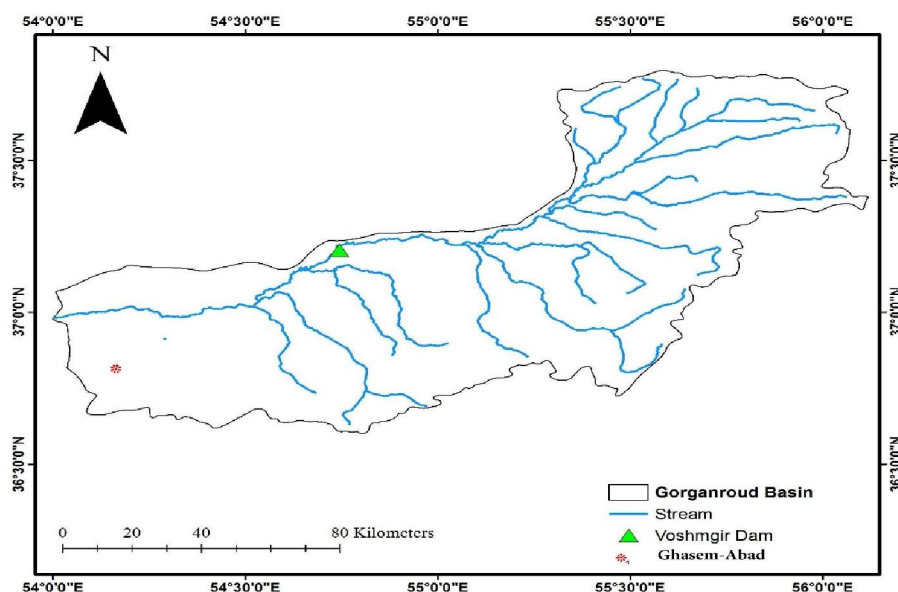 54°0'0"E 54°30'0"E 55°0'0"E 55°30'0"E 56°0'0"E
N
37°30'0"N 37°30'0"N
37°0'0"N 37°0'0"N
36°30'0"N 36°30'0"N
Gorganroud Basin
Stream
0 20 40 80 Kilometers
Voshmgir Dam
Ghasem-Abad
54°0'0"E 54°30'0"E 55°0'0"E 55°30'0"E 56°0'0"E